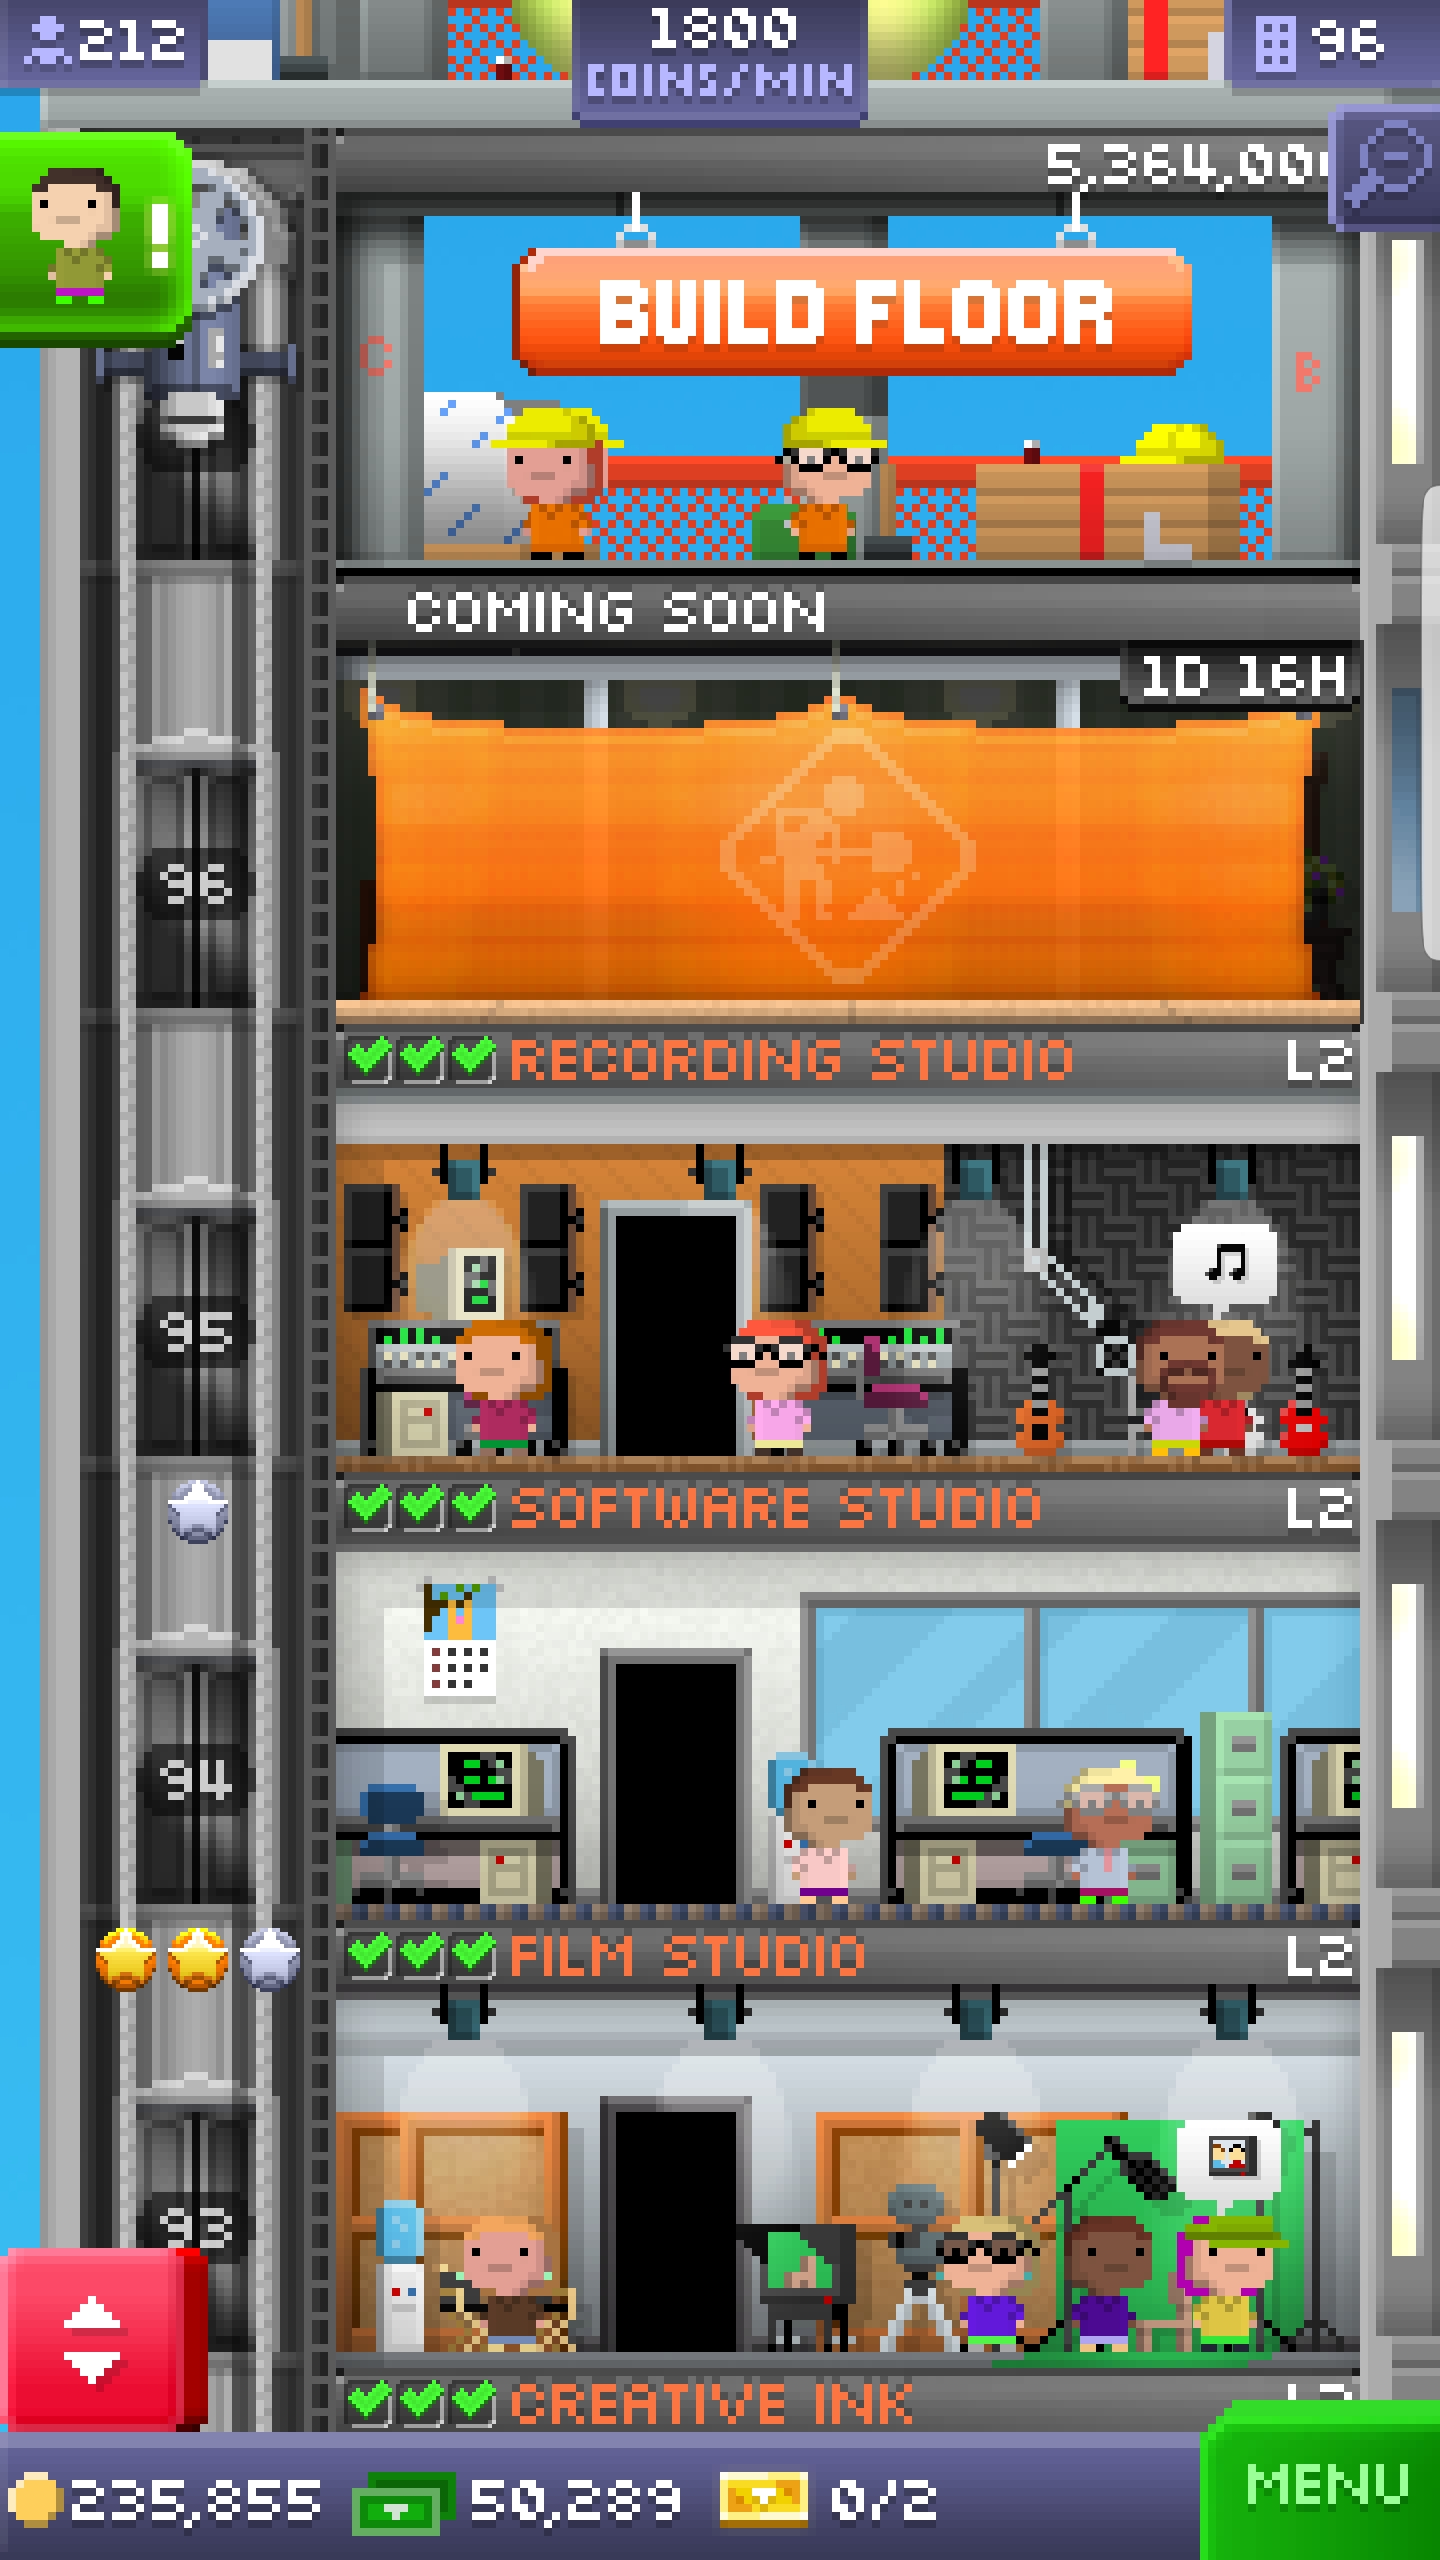 212
1800
COINS/MIN
96
5,364,00
!
BUILD FLOOR
C
B
COMING SOON
1D 16H
96
RECORDING STUDIO
L2
95
SOFTWARE STUDIO
L2
94
FILM STUDIO
L2
93
CREATIVE INK
235,855
50,289
0/2
MENU